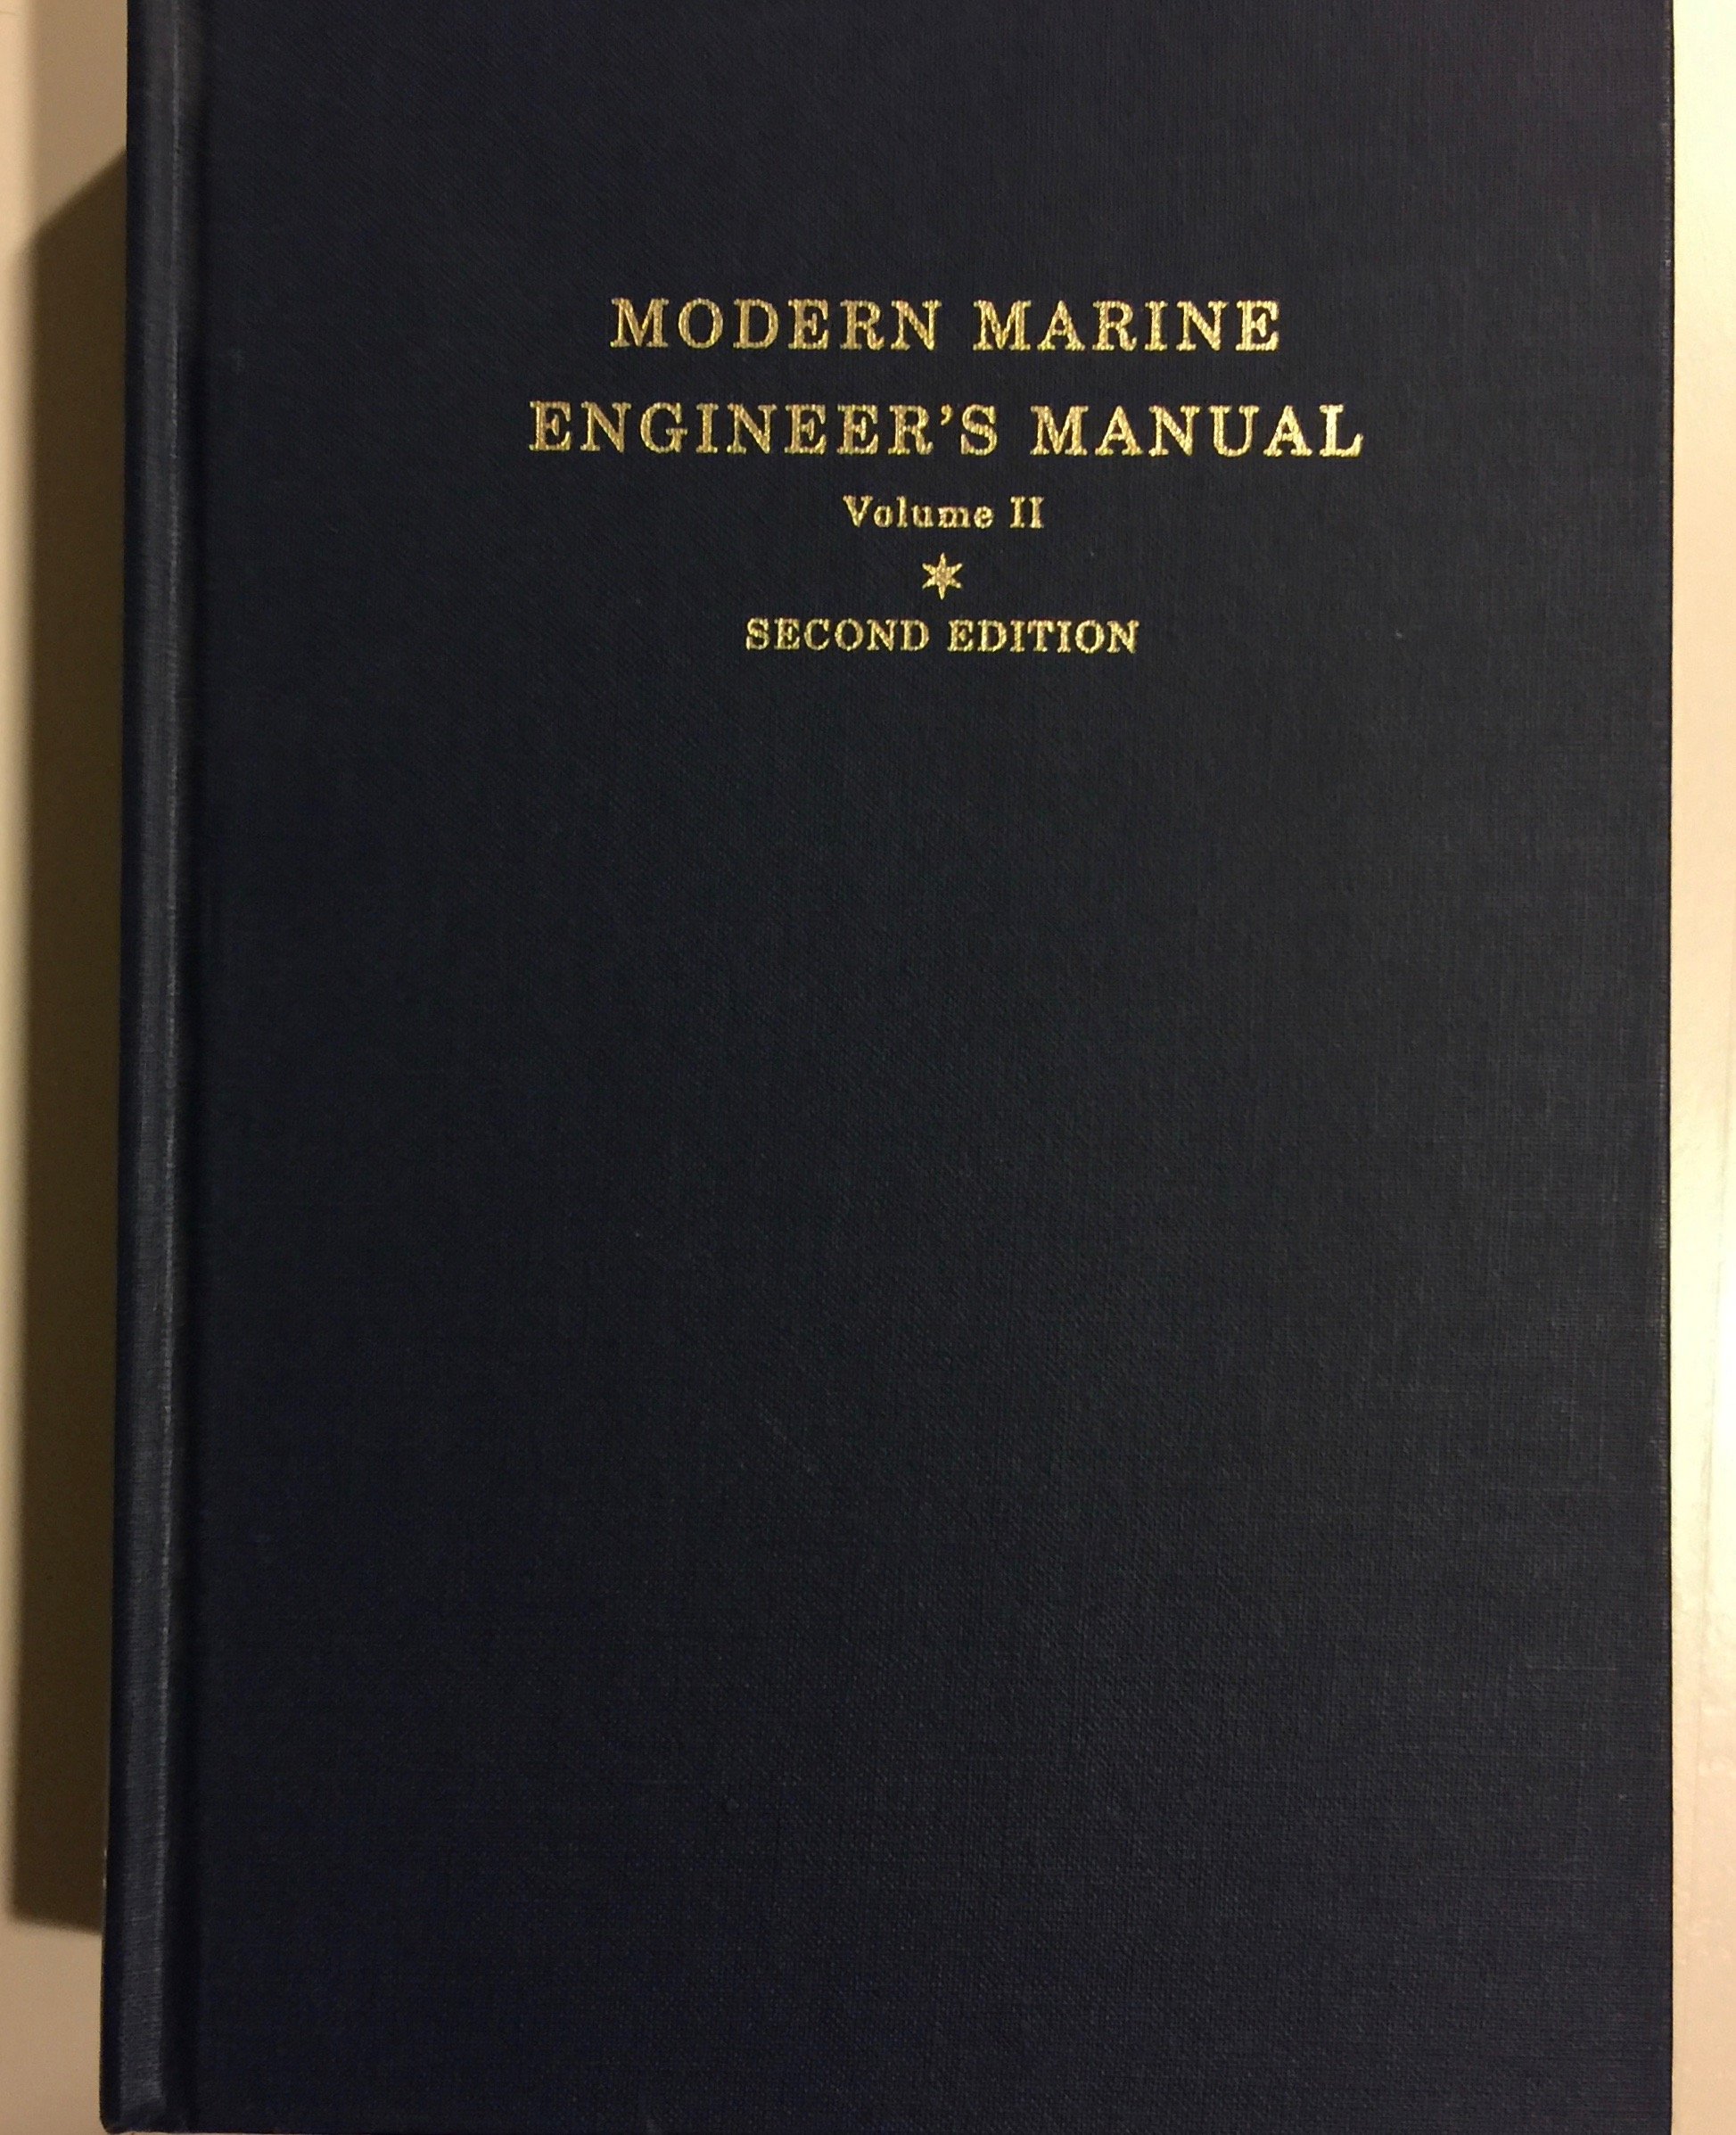 MODERN MARINE
ENGINEER'S MANUAL
Volume II
SECOND EDITION